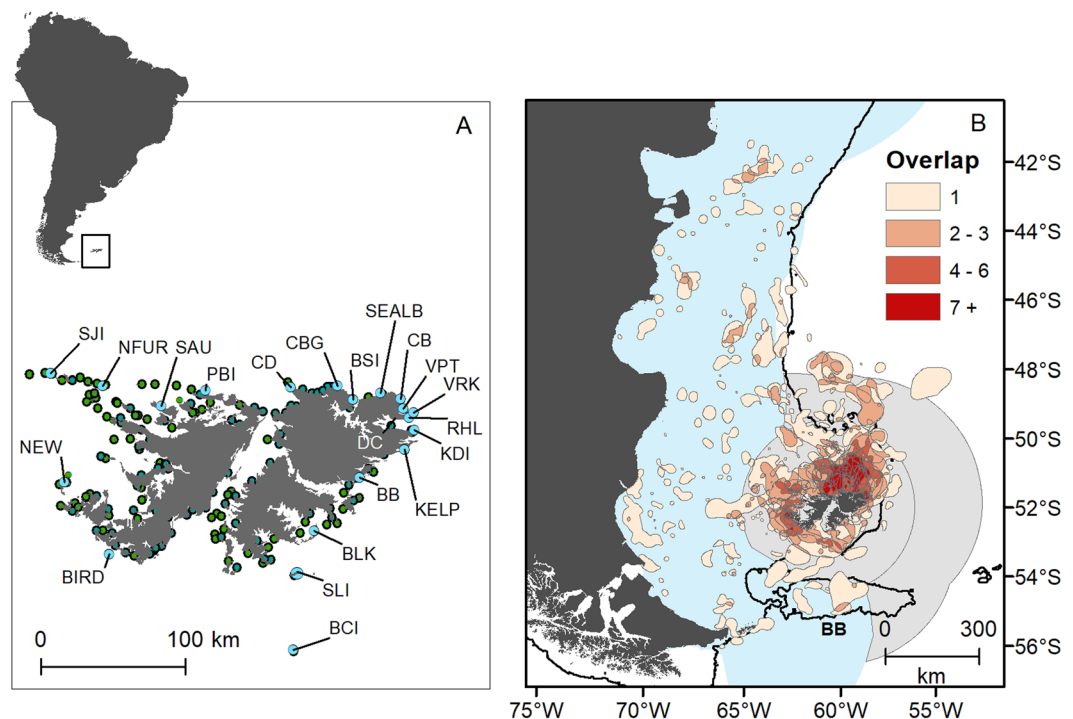 A
SEALB
CBG
CB
BSI
VPT
CD
VRK
SJI
NFUR
SAU
PBI
RHL
DC
KDI
NEW
BB
KELP
BLK
BIRD
SLI
BCI
0 100 km
B
Overlap
1
2 - 3
4 - 6
7 +
42°S
44°S
46°S
48°S
50°S
52°S
54°S
56°S
BB
0 300
km
75°W 70°W 65°W 60°W 55°W